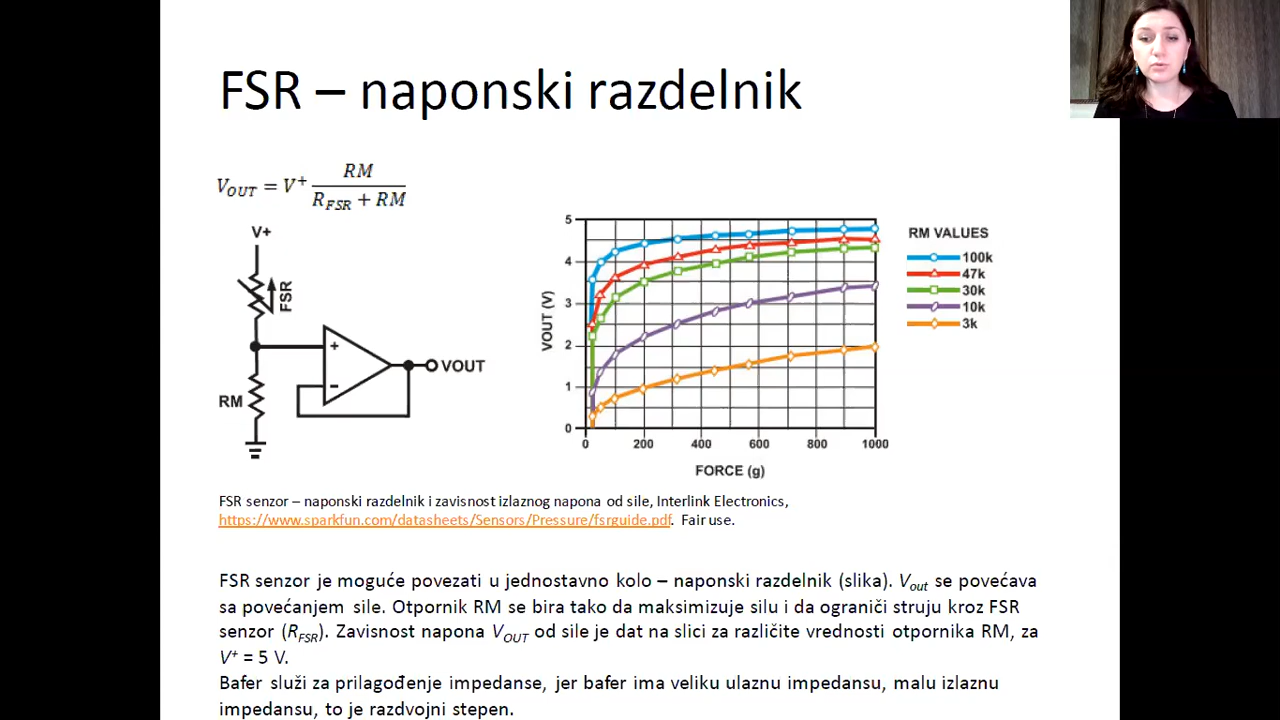 FSR – naponski razdelnik
V_OUT = V⁺ RM / (R_FSR + RM)
V+
FSR
+
VOUT
–
RM
5
4
3
2
1
0
VOUT (V)
0 200 400 600 800 1000
FORCE (g)
RM VALUES
100k
47k
30k
10k
3k
FSR senzor – naponski razdelnik i zavisnost izlaznog napona od sile, Interlink Electronics,
https://www.sparkfun.com/datasheets/Sensors/Pressure/fsrguide.pdf. Fair use.
FSR senzor je moguće povezati u jednostavno kolo – naponski razdelnik (slika). Vout se povećava
sa povećanjem sile. Otpornik RM se bira tako da maksimizuje silu i da ograniči struju kroz FSR
senzor (RFSR). Zavisnost napona VOUT od sile je dat na slici za različite vrednosti otpornika RM, za
V⁺ = 5 V.
Bafer služi za prilagođenje impedanse, jer bafer ima veliku ulaznu impedansu, malu izlaznu
impedansu, to je razdvojni stepen.